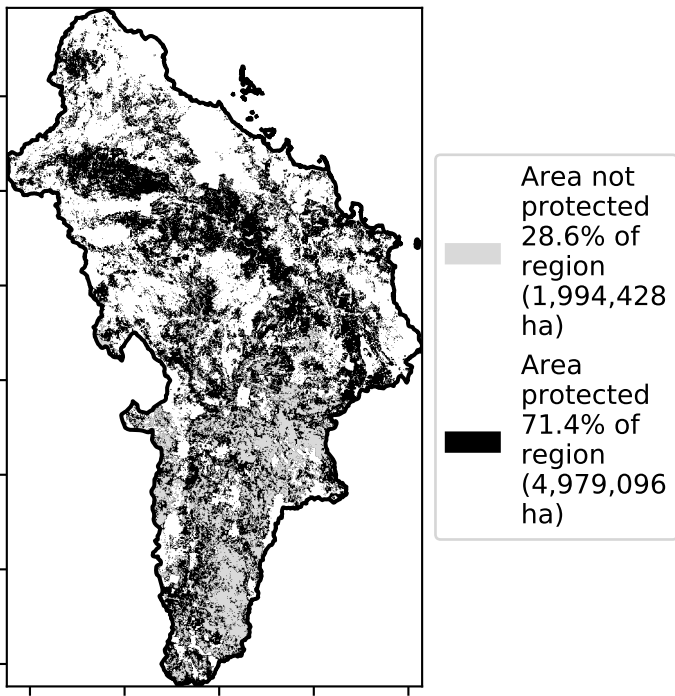 Area not
protected
28.6% of
region
(1,994,428
ha)
Area
protected
71.4% of
region
(4,979,096
ha)